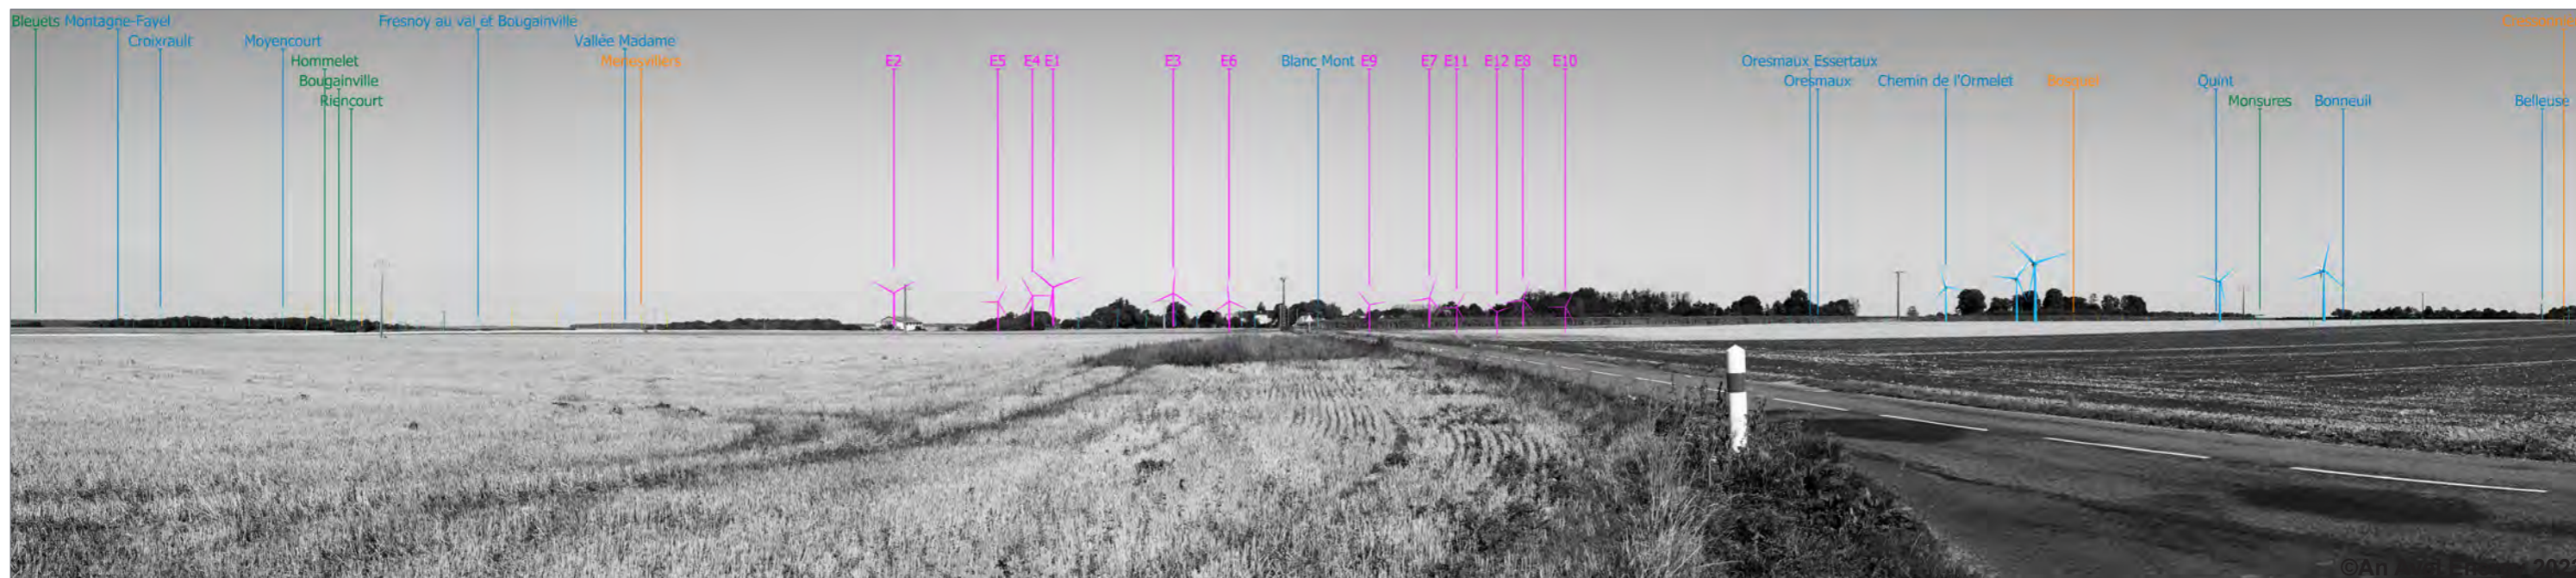 Bleuets Montagne-Fayel
Croixrault
Moyencourt
Hommelet
Bougainville
Riencourt
Fresnoy au val et Bougainville
Vallée Madame
E2
E5 E4 E1
E3
E6
Blanc Mont E9
E7 E11
E12 E8
E10
Oresmaux Essertaux
Oresmaux
Chemin de l'Ormelet
Quint
Monsures
Bonneuil
Belleuse